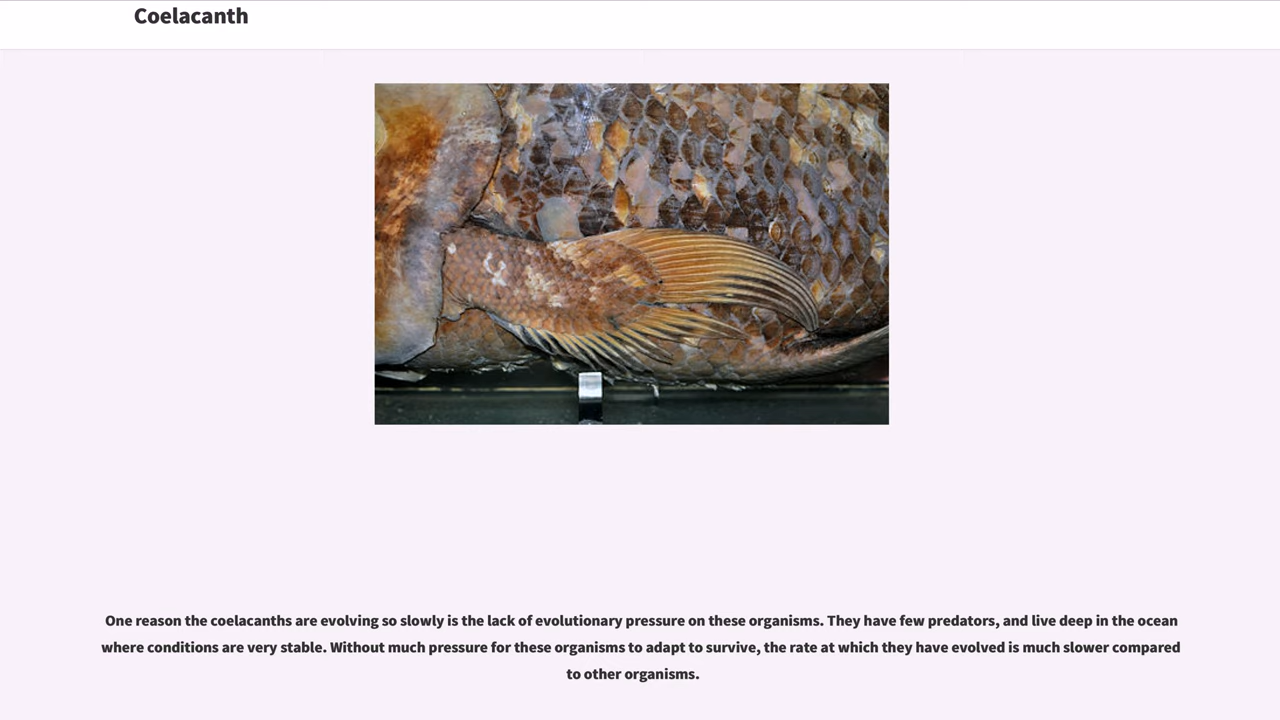 Coelacanth
One reason the coelacanths are evolving so slowly is the lack of evolutionary pressure on these organisms. They have few predators, and live deep in the ocean
where conditions are very stable. Without much pressure for these organisms to adapt to survive, the rate at which they have evolved is much slower compared
to other organisms.